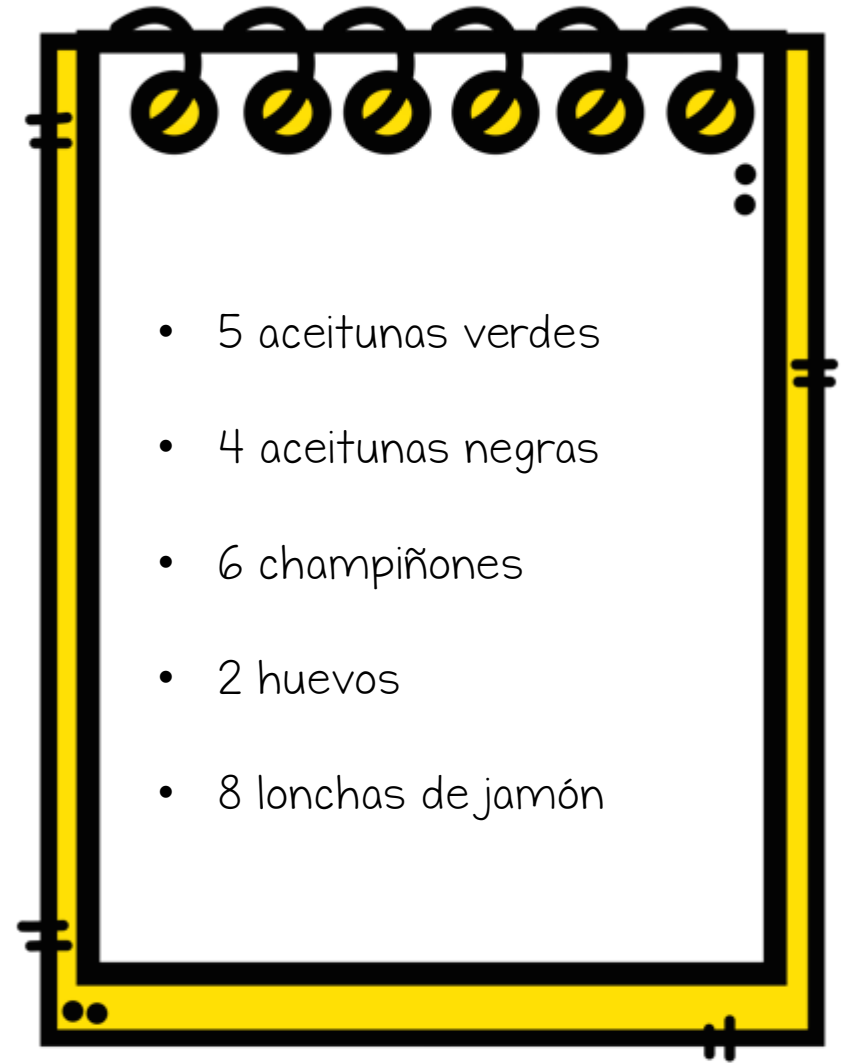 • 5 aceitunas verdes
• 4 aceitunas negras
• 6 champiñones
• 2 huevos
• 8 lonchas de jamón